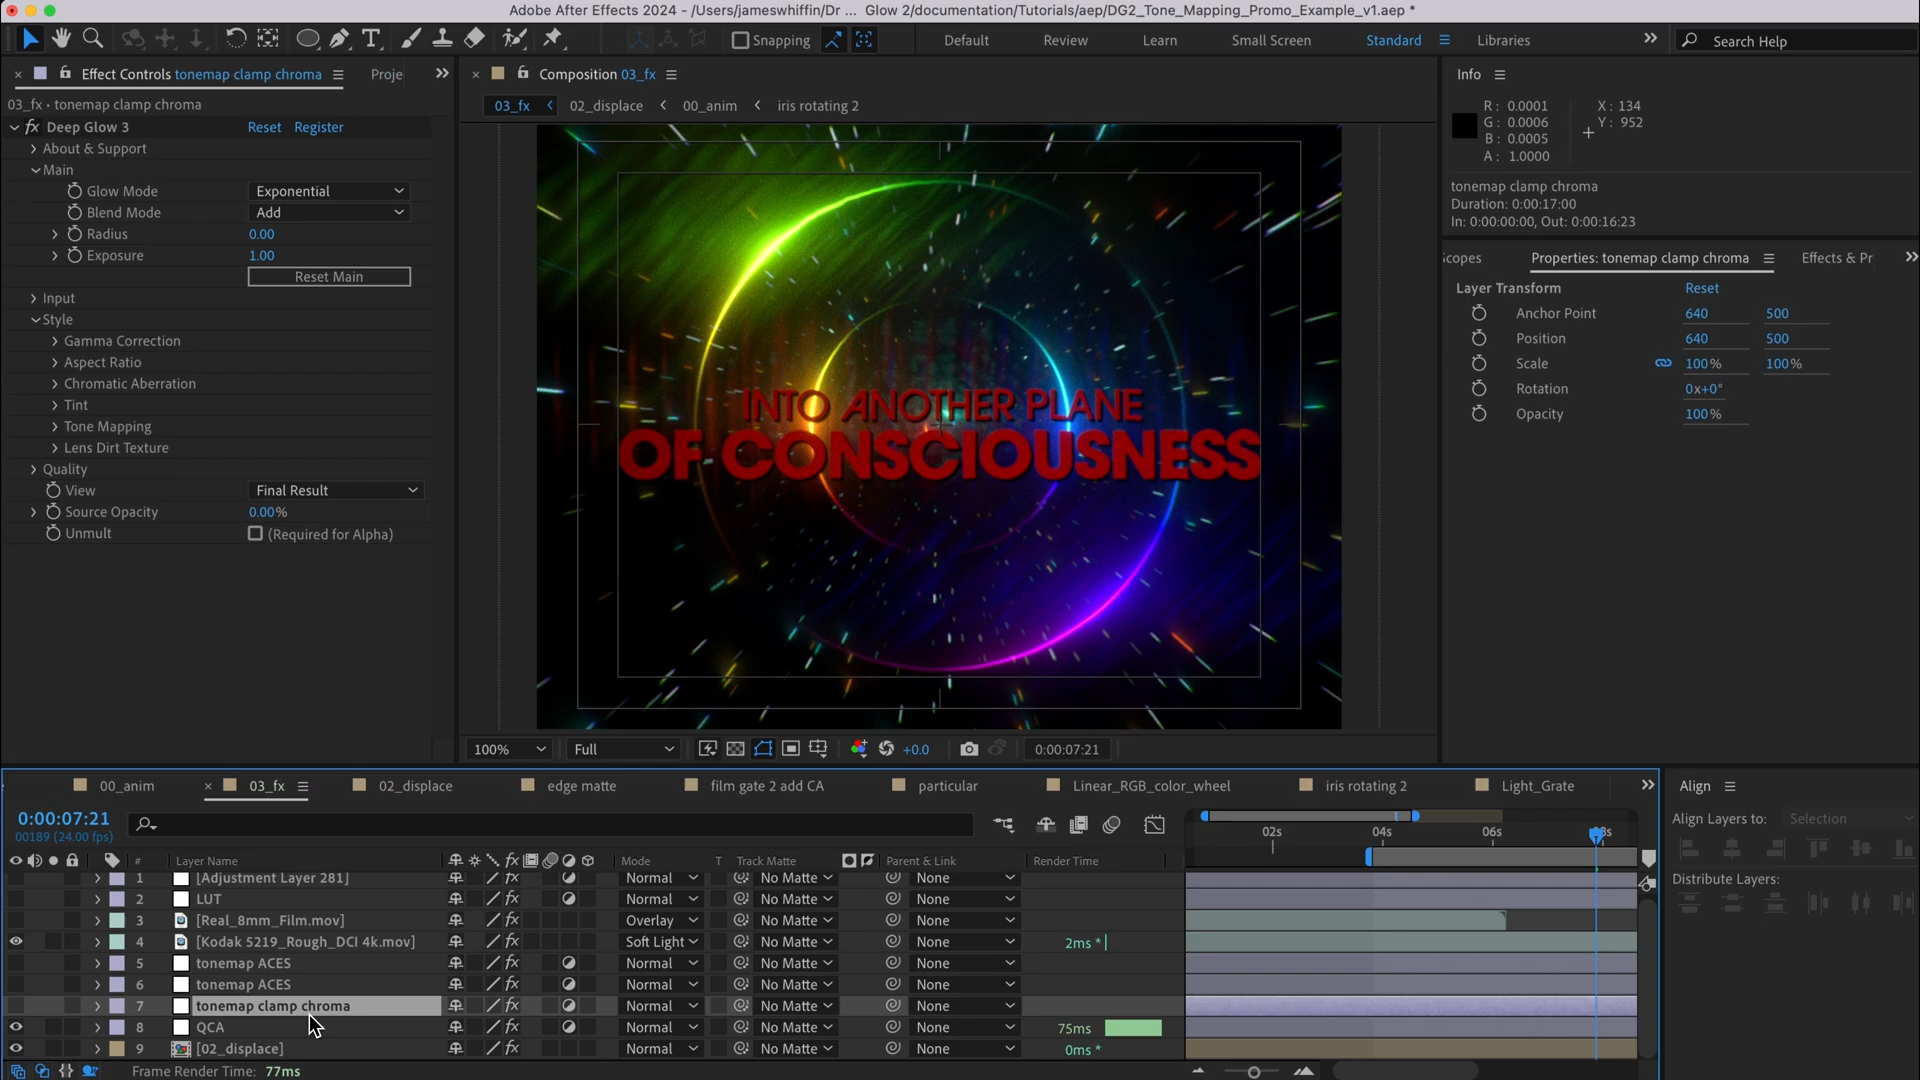 Adobe After Effects 2024 - /Users/jameswhiffin/Dr ... Glow 2/documentation/Tutorials/aep/DG2_Tone_Mapping_Promo_Example_v1.aep *
Snapping
Default
Review
Learn
Small Screen
Standard
Libraries
Search Help
Effect Controls tonemap clamp chroma
Proje
03_fx • tonemap clamp chroma
fx Deep Glow 3 Reset Register
About & Support
Main
Glow Mode Exponential
Blend Mode Add
Radius 0.00
Exposure 1.00
Reset Main
Input
Style
Gamma Correction
Aspect Ratio
Chromatic Aberration
Tint
Tone Mapping
Lens Dirt Texture
Quality
View Final Result
Source Opacity 0.00%
Unmult (Required for Alpha)
Composition 03_fx
03_fx 02_displace 00_anim iris rotating 2
INTO ANOTHER PLANE
OF CONSCIOUSNESS
100% Full +0.0 0:00:07:21
Info
R: 0.0001 X: 134
G: 0.0006 Y: 952
B: 0.0005
A: 1.0000
tonemap clamp chroma
Duration: 0:00:17:00
In: 0:00:00:00, Out: 0:00:16:23
Scopes Properties: tonemap clamp chroma Effects & Pr
Layer Transform Reset
Anchor Point 640 500
Position 640 500
Scale 100% 100%
Rotation 0x+0°
Opacity 100%
00_anim 03_fx 02_displace edge matte film gate 2 add CA particular Linear_RGB_color_wheel iris rotating 2 Light_Grate
0:00:07:21
00189 (24.00 fps)
02s 04s 06s 08s
# Layer Name fx Mode T Track Matte Parent & Link Render Time
1 [Adjustment Layer 281] Normal No Matte None
2 LUT Normal No Matte None
3 [Real_8mm_Film.mov] Overlay No Matte None
4 [Kodak 5219_Rough_DCI 4k.mov] fx Soft Light No Matte None 2ms *
5 tonemap ACES fx Normal No Matte None
6 tonemap ACES fx Normal No Matte None
7 tonemap clamp chroma fx Normal No Matte None
8 QCA fx Normal No Matte None 75ms
9 [02_displace] fx Normal No Matte None 0ms *
Frame Render Time: 77ms
Align
Align Layers to: Selection
Distribute Layers: